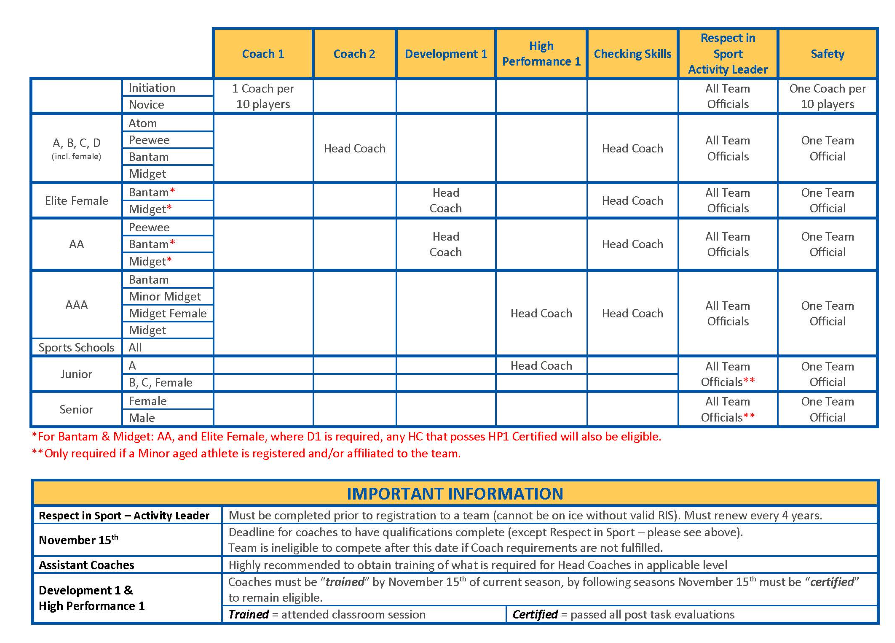 Coach 1 Coach 2 Development 1 High Performance 1 Checking Skills Respect in Sport Activity Leader Safety
Initiation
Novice
1 Coach per
10 players
All Team
Officials
One Coach per
10 players
A, B, C, D
(incl. female)
Atom
Peewee
Bantam
Midget
Head Coach
Head Coach
All Team
Officials
One Team
Official
Elite Female
Bantam*
Midget*
Head
Coach
Head Coach
All Team
Officials
One Team
Official
AA
Peewee
Bantam*
Midget*
Head
Coach
Head Coach
All Team
Officials
One Team
Official
AAA
Bantam
Minor Midget
Midget Female
Midget
Sports Schools All
Head Coach
Head Coach
All Team
Officials
One Team
Official
Junior
A
B, C, Female
Head Coach
All Team
Officials**
One Team
Official
Senior
Female
Male
All Team
Officials**
One Team
Official
*For Bantam & Midget: AA, and Elite Female, where D1 is required, any HC that posses HP1 Certified will also be eligible.
**Only required if a Minor aged athlete is registered and/or affiliated to the team.
IMPORTANT INFORMATION
Respect in Sport – Activity Leader Must be completed prior to registration to a team (cannot be on ice without valid RIS). Must renew every 4 years.
November 15th
Deadline for coaches to have qualifications complete (except Respect in Sport – please see above).
Team is ineligible to compete after this date if Coach requirements are not fulfilled.
Assistant Coaches Highly recommended to obtain training of what is required for Head Coaches in applicable level
Development 1 &
High Performance 1
Coaches must be "trained" by November 15th of current season, by following seasons November 15th must be "certified"
to remain eligible.
Trained = attended classroom session Certified = passed all post task evaluations